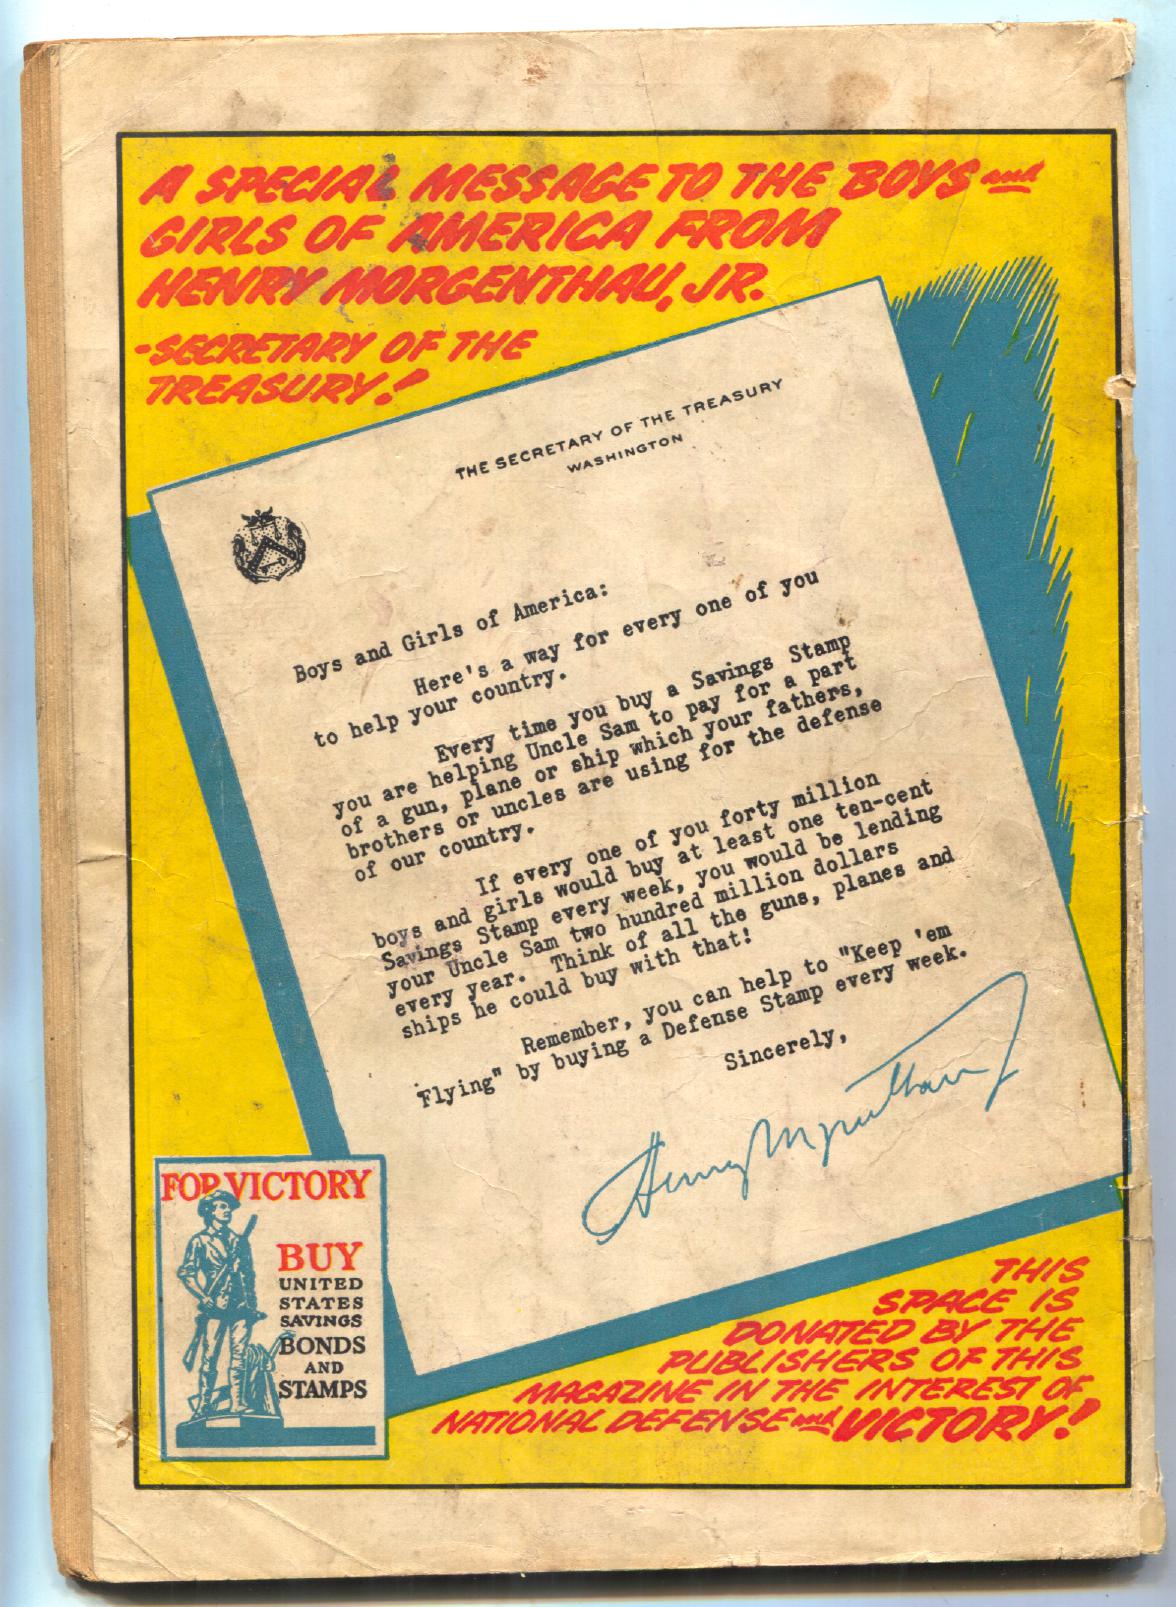 A SPECIAL MESSAGE TO THE BOYS and
GIRLS OF AMERICA FROM
HENRY MORGENTHAU, JR.
-SECRETARY OF THE
TREASURY!
THE SECRETARY OF THE TREASURY
WASHINGTON
Boys and Girls of America:
Here's a way for every one of you
to help your country.
Every time you buy a Savings Stamp
you are helping Uncle Sam to pay for a part
of a gun, plane or ship which your fathers,
brothers or uncles are using for the defense
of our country.
If every one of you forty million
boys and girls would buy at least one ten-cent
Savings Stamp every week, you would be lending
your Uncle Sam two hundred million dollars
every year. Think of all the guns, planes and
ships he could buy with that!
Remember, you can help to "Keep 'em
Flying" by buying a Defense Stamp every week.
Sincerely,
Henry Morgenthau Jr
FOR VICTORY
BUY
UNITED
STATES
SAVINGS
BONDS
AND
STAMPS
THIS
SPACE IS
DONATED BY THE
PUBLISHERS OF THIS
MAGAZINE IN THE INTEREST OF
NATIONAL DEFENSE and VICTORY!